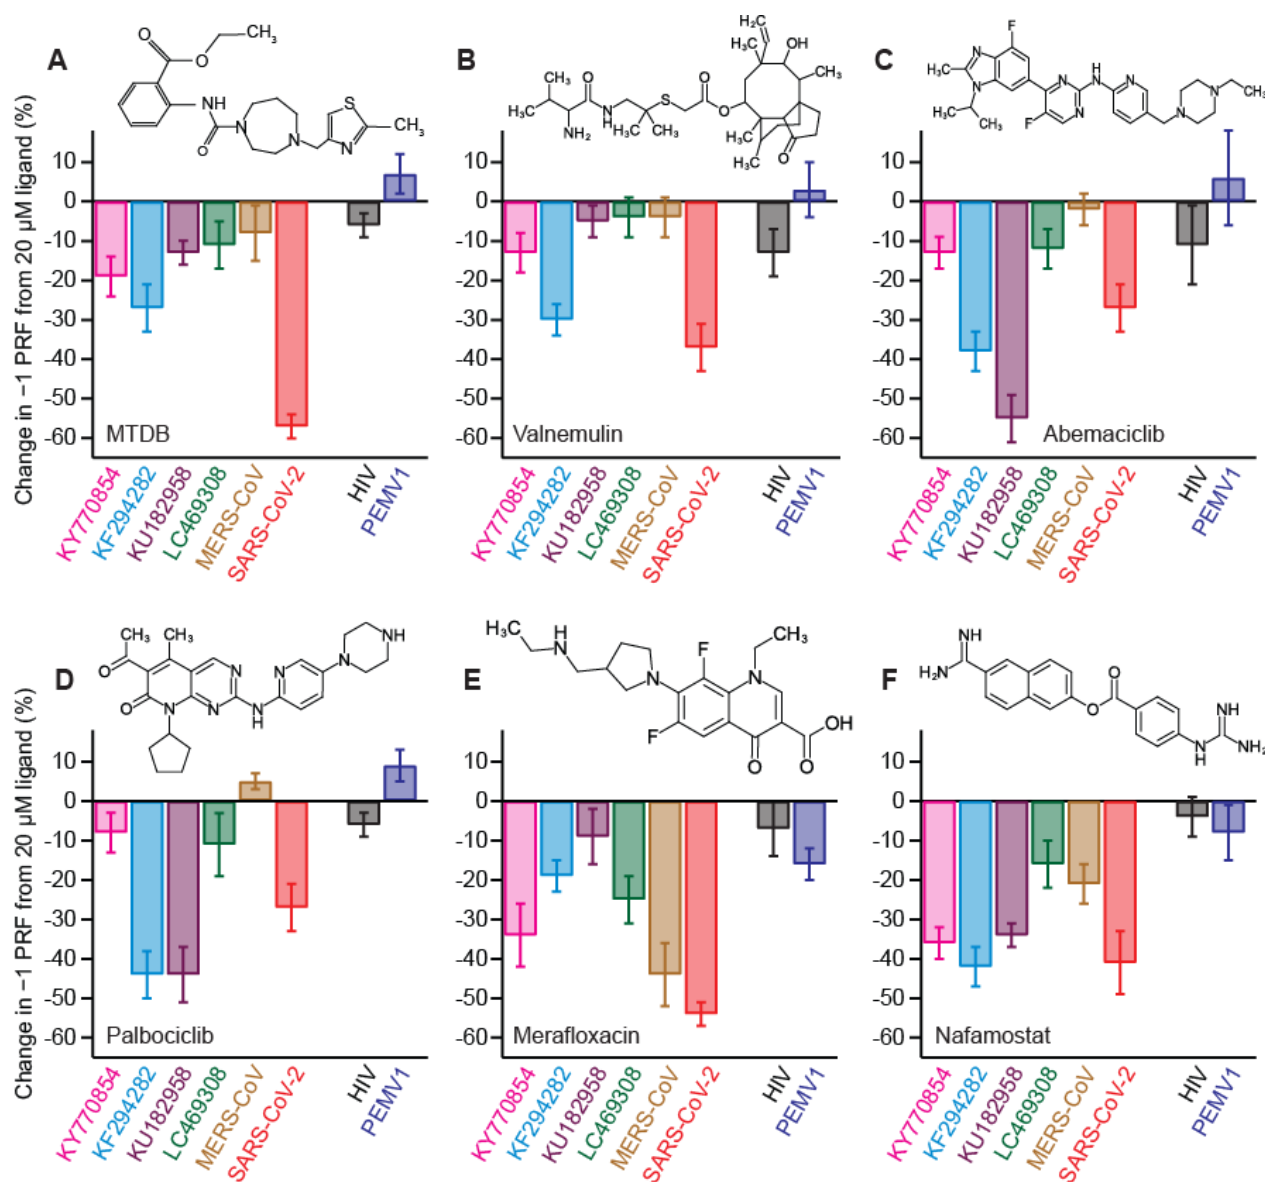 A
B
C
Change in −1 PRF from 20 µM ligand (%)
10
0
-10
-20
-30
-40
-50
-60
O
O
CH₃
NH
O
N
N
S
N
CH₃
MTDB
KY770854
KF294282
KU182958
LC469308
MERS-CoV
SARS-CoV-2
HIV
PEMV1
10
0
-10
-20
-30
-40
-50
-60
CH₃
H₃C
NH₂
O
N
H
H₃C
CH₃
S
O
O
H₂C
H₃C
OH
CH₃
H₃C
H₃C
O
Valnemulin
KY770854
KF294282
KU182958
LC469308
MERS-CoV
SARS-CoV-2
HIV
PEMV1
10
0
-10
-20
-30
-40
-50
-60
F
N
H₃C
N
H₃C
CH₃
F
N
N
H
N
N
N
N
CH₃
Abemaciclib
KY770854
KF294282
KU182958
LC469308
MERS-CoV
SARS-CoV-2
HIV
PEMV1
D
E
F
Change in −1 PRF from 20 µM ligand (%)
10
0
-10
-20
-30
-40
-50
-60
CH₃
CH₃
O
O
N
N
N
N
H
N
N
NH
Palbociclib
KY770854
KF294282
KU182958
LC469308
MERS-CoV
SARS-CoV-2
HIV
PEMV1
10
0
-10
-20
-30
-40
-50
-60
H₃C
H
N
N
F
F
N
CH₃
O
O
OH
Merafloxacin
KY770854
KF294282
KU182958
LC469308
MERS-CoV
SARS-CoV-2
HIV
PEMV1
10
0
-10
-20
-30
-40
-50
-60
NH
H₂N
O
O
N
H
NH
NH₂
Nafamostat
KY770854
KF294282
KU182958
LC469308
MERS-CoV
SARS-CoV-2
HIV
PEMV1